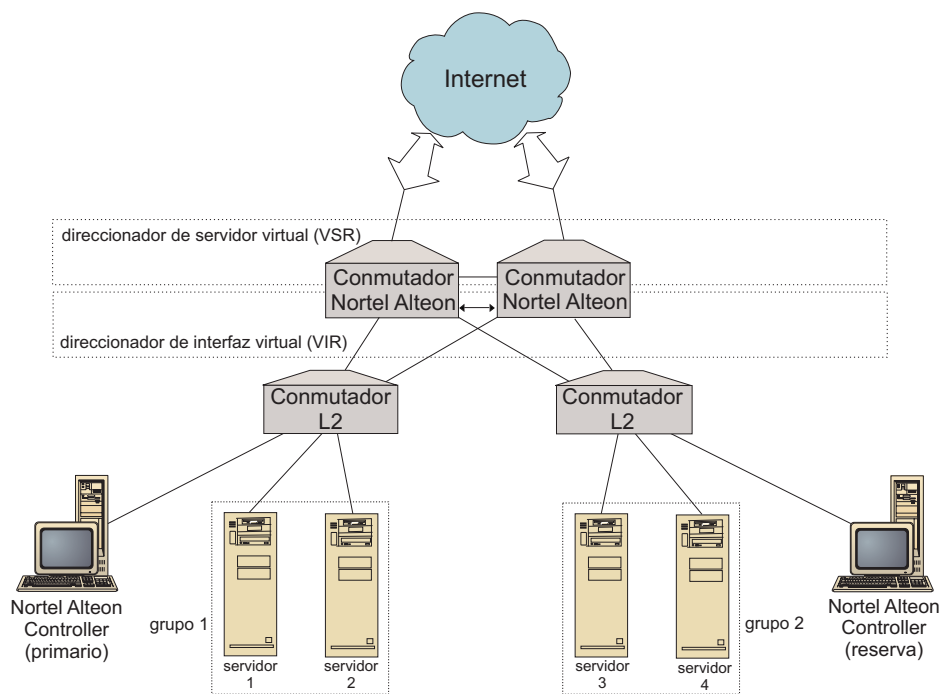 Internet
direccionador de servidor virtual (VSR)
Conmutador
Nortel Alteon
Conmutador
Nortel Alteon
direccionador de interfaz virtual (VIR)
Conmutador
L2
Conmutador
L2
Nortel Alteon
Controller
(primario)
grupo 1
servidor
1
servidor
2
servidor
3
servidor
4
grupo 2
Nortel Alteon
Controller
(reserva)